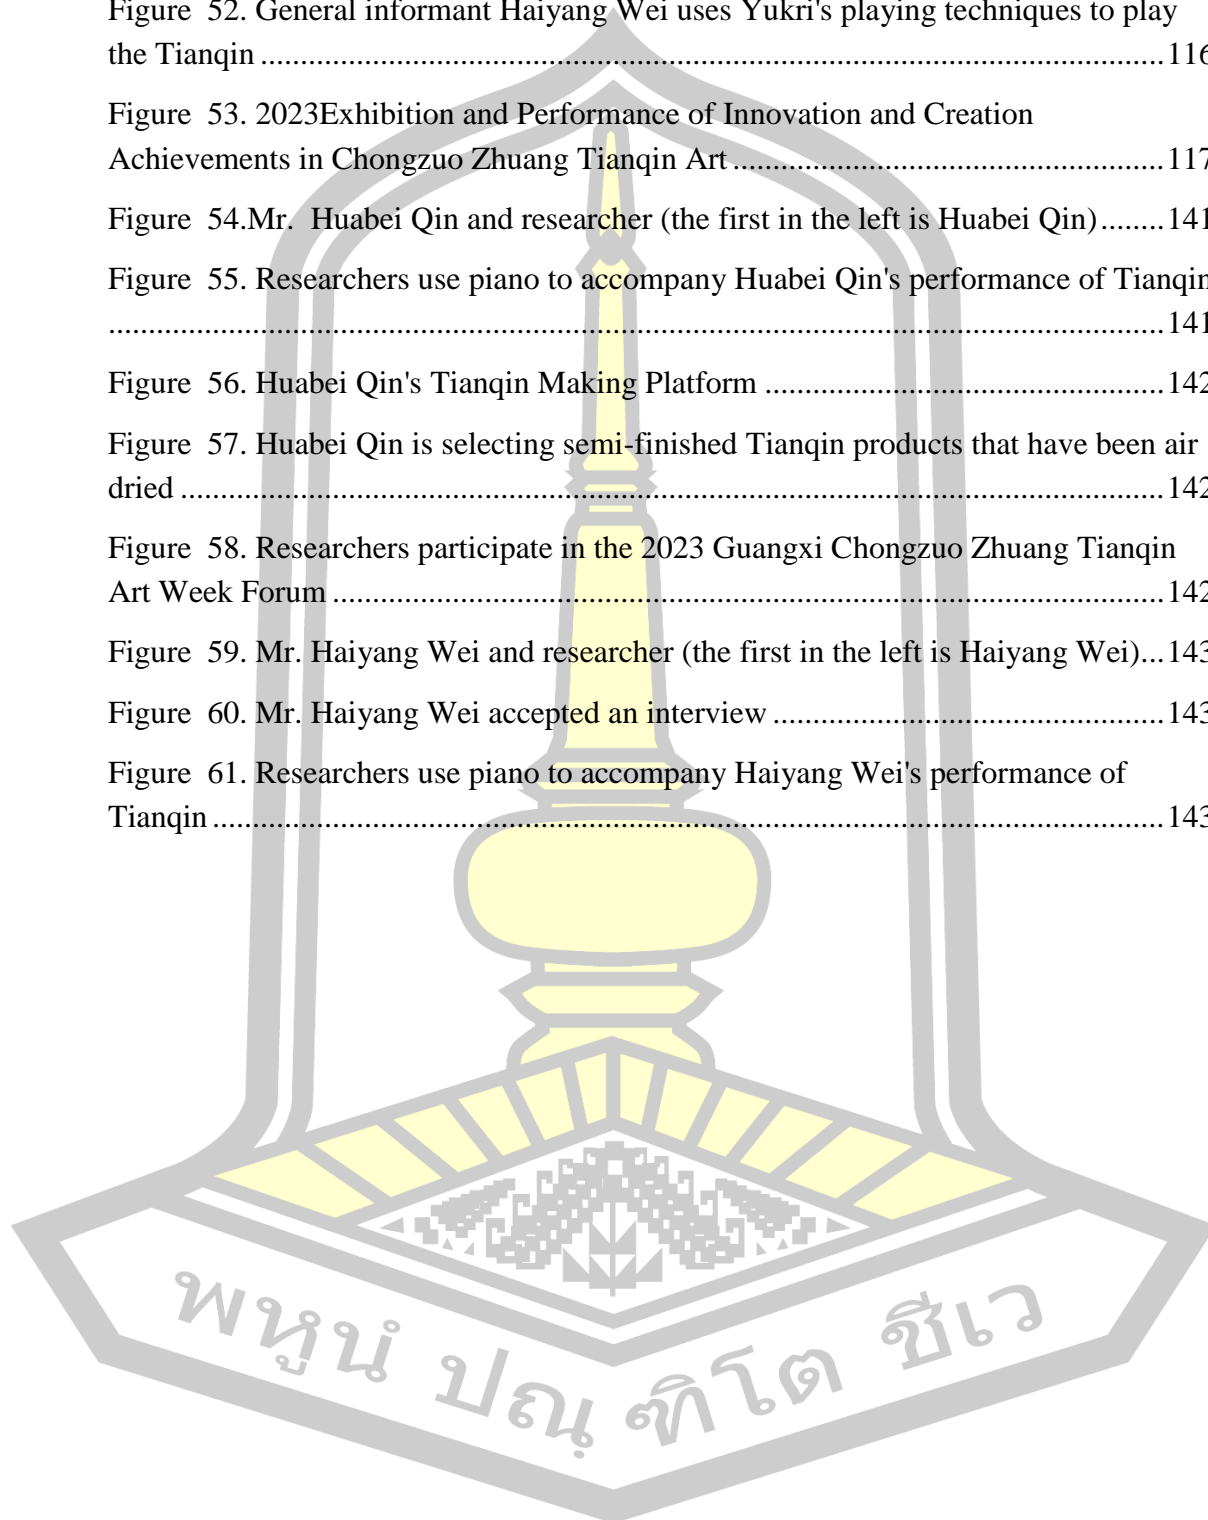 Figure  52. General informant Haiyang Wei uses Yukri's playing techniques to play
the Tianqin ........................................................................................................................116
Figure  53. 2023Exhibition and Performance of Innovation and Creation
Achievements in Chongzuo Zhuang Tianqin Art ......................................................117
Figure  54.Mr.  Huabei Qin and researcher (the first in the left is Huabei Qin)........141
Figure  55. Researchers use piano to accompany Huabei Qin's performance of Tianqin
.......................................................................................................................................141
Figure  56. Huabei Qin's Tianqin Making Platform ..................................................142
Figure  57. Huabei Qin is selecting semi-finished Tianqin products that have been air
dried ..............................................................................................................................142
Figure  58. Researchers participate in the 2023 Guangxi Chongzuo Zhuang Tianqin
Art Week Forum ..........................................................................................................142
Figure  59. Mr. Haiyang Wei and researcher (the first in the left is Haiyang Wei)...143
Figure  60. Mr. Haiyang Wei accepted an interview .................................................143
Figure  61. Researchers use piano to accompany Haiyang Wei's performance of
Tianqin ..........................................................................................................................143
พหูนํ ปณฺฑิโต ชีเว